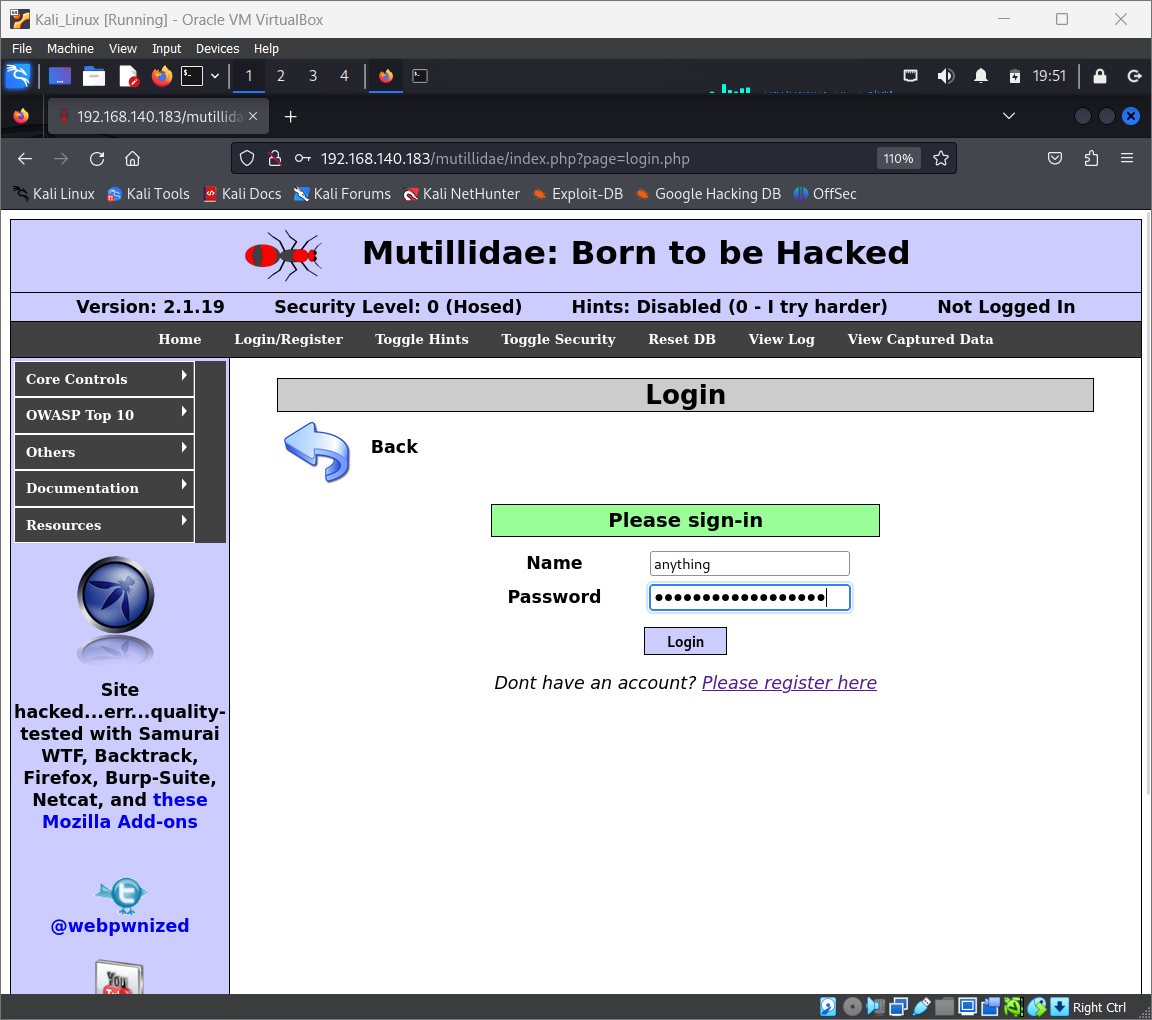 Kali_Linux [Running] - Oracle VM VirtualBox
File Machine View Input Devices Help
1 2 3 4 19:51
192.168.140.183/mutillida
192.168.140.183/mutillidae/index.php?page=login.php 110%
Kali Linux Kali Tools Kali Docs Kali Forums Kali NetHunter Exploit-DB Google Hacking DB OffSec
Mutillidae: Born to be Hacked
Version: 2.1.19 Security Level: 0 (Hosed) Hints: Disabled (0 - I try harder) Not Logged In
Home Login/Register Toggle Hints Toggle Security Reset DB View Log View Captured Data
Core Controls
OWASP Top 10
Others
Documentation
Resources
Site
hacked...err...quality-
tested with Samurai
WTF, Backtrack,
Firefox, Burp-Suite,
Netcat, and these
Mozilla Add-ons
@webpwnized
You
Login
Back
Please sign-in
Name anything
Password ••••••••••••••••••
Login
Dont have an account? Please register here
Right Ctrl